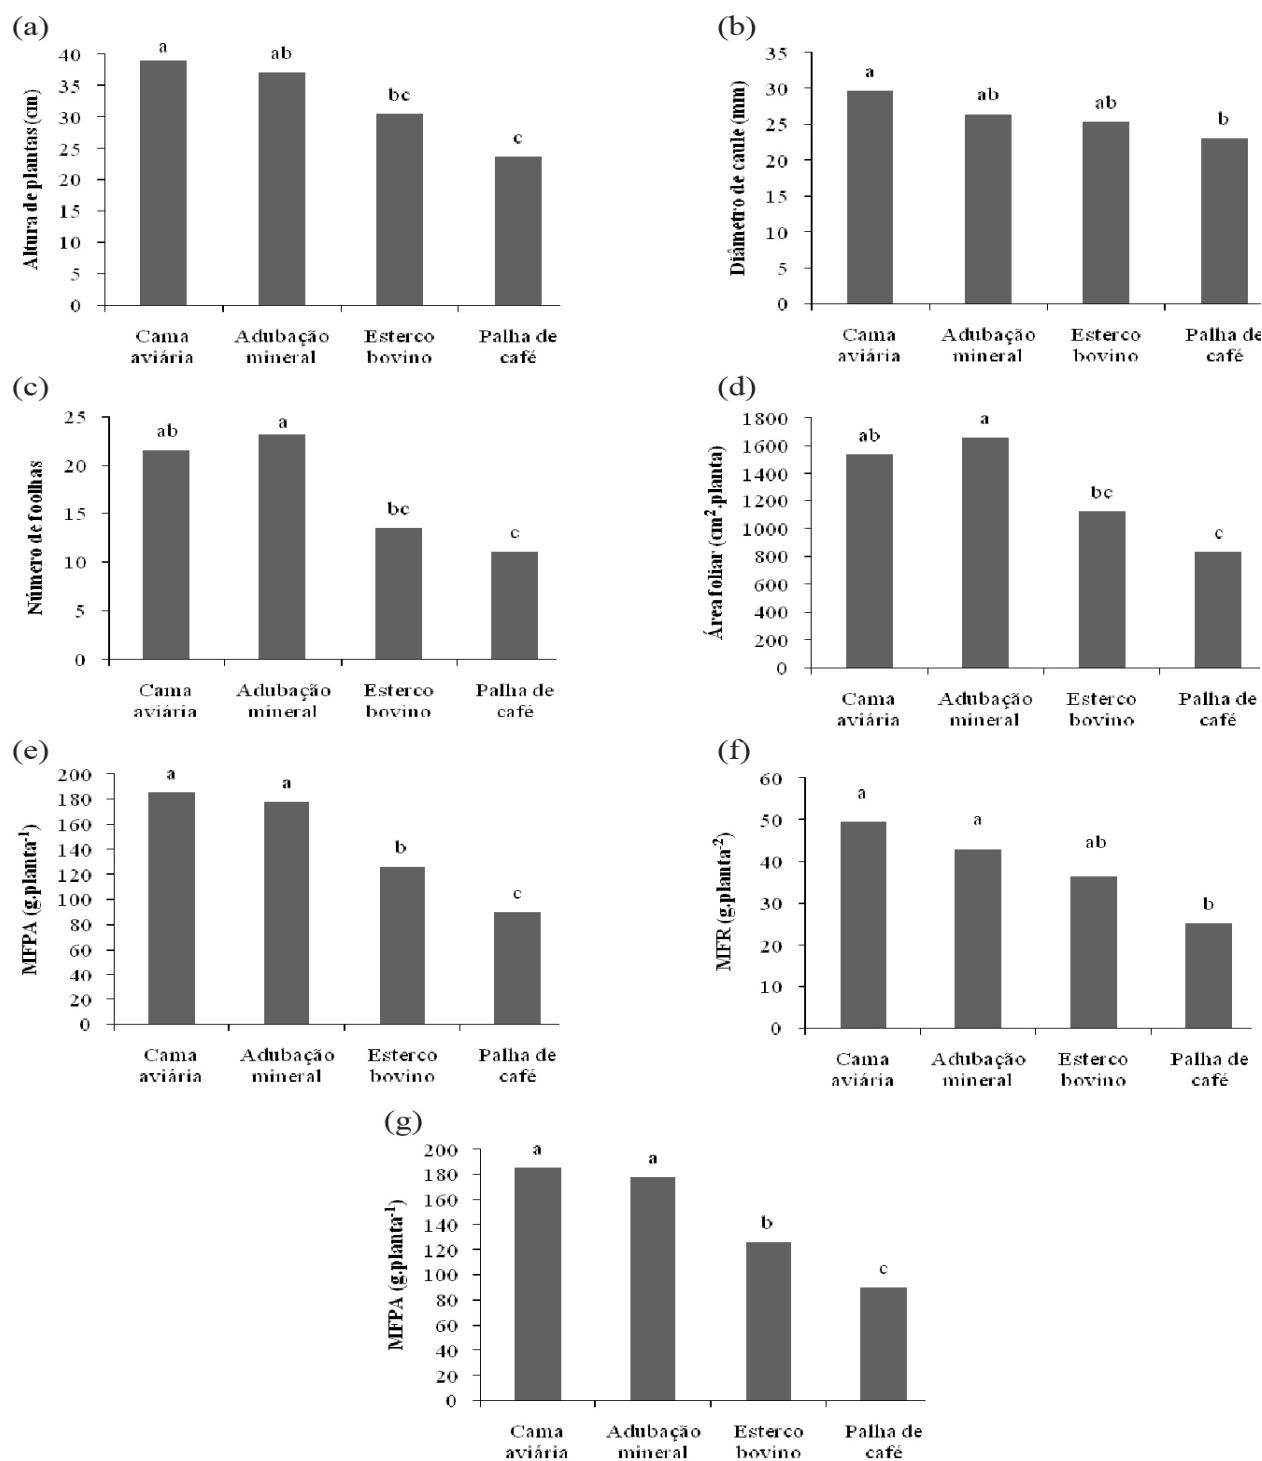 (a)
Altura de plantas (cm)
40
35
30
25
20
15
10
5
0
a
ab
bc
c
Cama aviária
Adubação mineral
Esterco bovino
Palha de café
(b)
Diâmetro de caule (mm)
35
30
25
20
15
10
5
0
a
ab
ab
b
Cama aviária
Adubação mineral
Esterco bovino
Palha de café
(c)
Número de foolhas
25
20
15
10
5
0
ab
a
bc
c
Cama aviária
Adubação mineral
Esterco bovino
Palha de café
(d)
Área foliar (cm².planta)
1800
1600
1400
1200
1000
800
600
400
200
0
ab
a
bc
c
Cama aviária
Adubação mineral
Esterco bovino
Palha de café
(e)
MFPA (g.planta⁻¹)
200
180
160
140
120
100
80
60
40
20
0
a
a
b
c
Cama aviária
Adubação mineral
Esterco bovino
Palha de café
(f)
MFR (g.planta⁻²)
60
50
40
30
20
10
0
a
a
ab
b
Cama aviária
Adubação mineral
Esterco bovino
Palha de café
(g)
MFPA (g.planta⁻¹)
200
180
160
140
120
100
80
60
40
20
0
a
a
b
c
Cama aviária
Adubação mineral
Esterco bovino
Palha de café